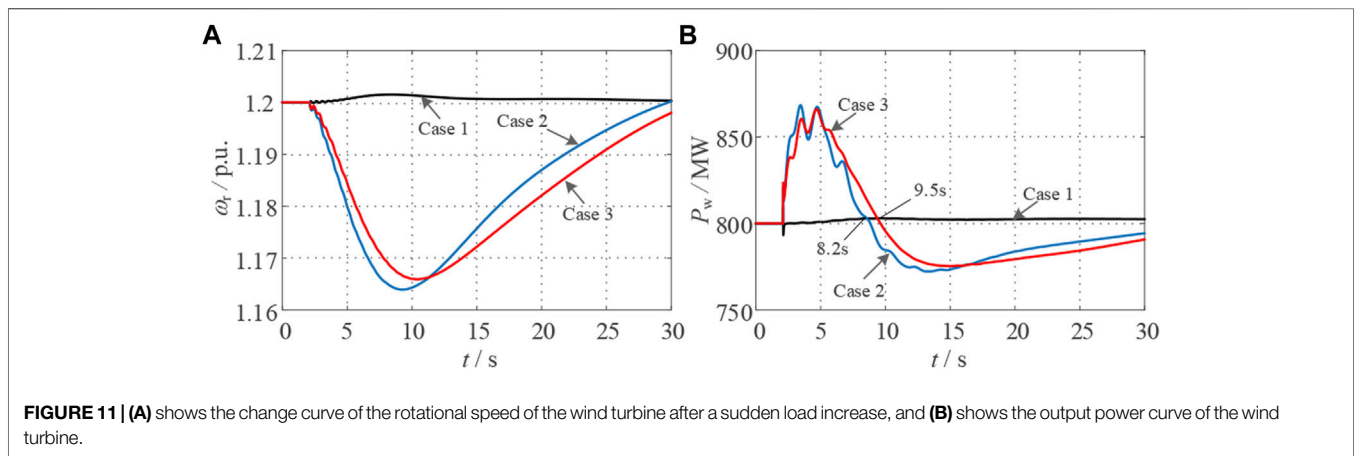 A
B
1.21
1.2
1.19
1.18
1.17
1.16
ωr / p.u.
0 5 10 15 20 25 30
t / s
Case 1
Case 2
Case 3
900
850
800
750
Pw / MW
0 5 10 15 20 25 30
t / s
Case 3
9.5s
Case 1
8.2s
Case 2
FIGURE 11 | (A) shows the change curve of the rotational speed of the wind turbine after a sudden load increase, and (B) shows the output power curve of the wind
turbine.